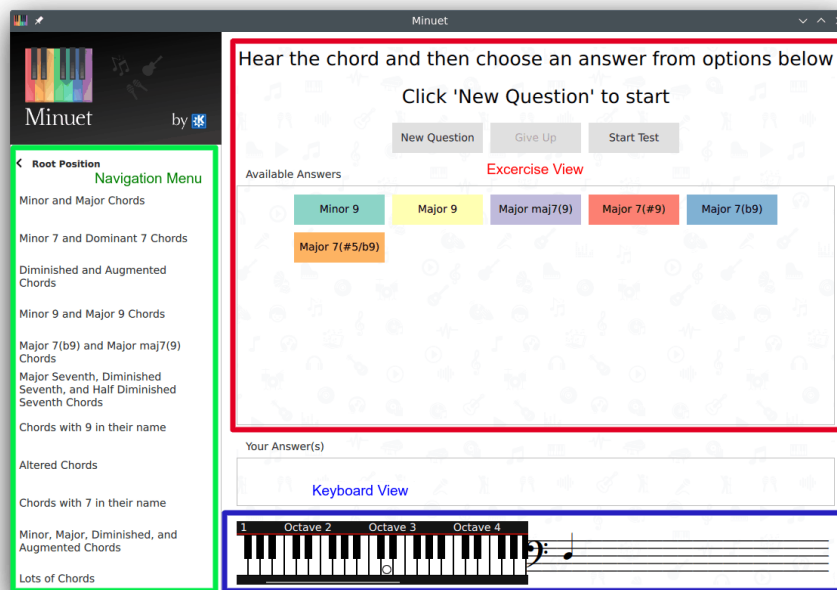 Minuet
Minuet
by
Root Position
Navigation Menu
Minor and Major Chords
Minor 7 and Dominant 7 Chords
Diminished and Augmented
Chords
Minor 9 and Major 9 Chords
Major 7(b9) and Major maj7(9)
Chords
Major Seventh, Diminished
Seventh, and Half Diminished
Seventh Chords
Chords with 9 in their name
Altered Chords
Chords with 7 in their name
Minor, Major, Diminished, and
Augmented Chords
Lots of Chords
Hear the chord and then choose an answer from options below
Click 'New Question' to start
New Question Give Up Start Test
Excercise View
Available Answers
Minor 9 Major 9 Major maj7(9) Major 7(#9) Major 7(b9)
Major 7(#5/b9)
Your Answer(s)
Keyboard View
1 Octave 2 Octave 3 Octave 4